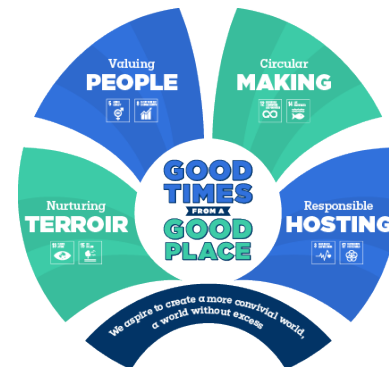 Valuing
PEOPLE
Circular
MAKING
Nurturing
TERROIR
GOOD
TIMES
FROM A
GOOD
PLACE
Responsible
HOSTING
We aspire to create a more convivial world,
a world without excess